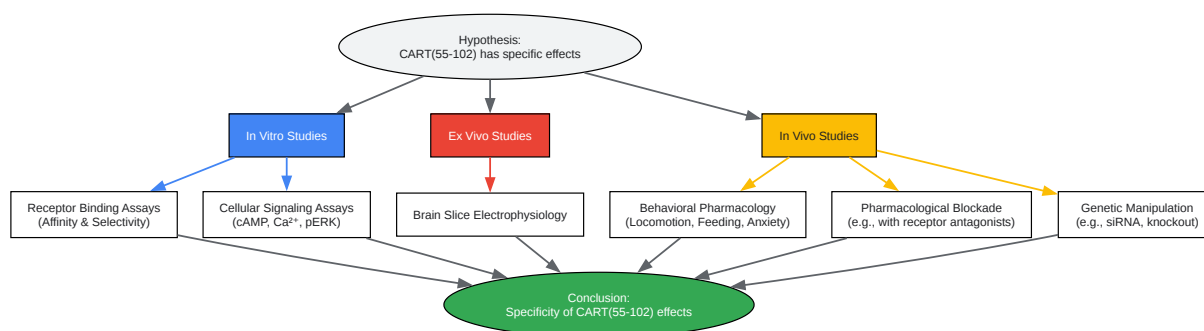 Hypothesis:
CART(55-102) has specific effects
In Vitro Studies
Ex Vivo Studies
In Vivo Studies
Receptor Binding Assays
(Affinity & Selectivity)
Cellular Signaling Assays
(cAMP, Ca²⁺, pERK)
Brain Slice Electrophysiology
Behavioral Pharmacology
(Locomotion, Feeding, Anxiety)
Pharmacological Blockade
(e.g., with receptor antagonists)
Genetic Manipulation
(e.g., siRNA, knockout)
Conclusion:
Specificity of CART(55-102) effects